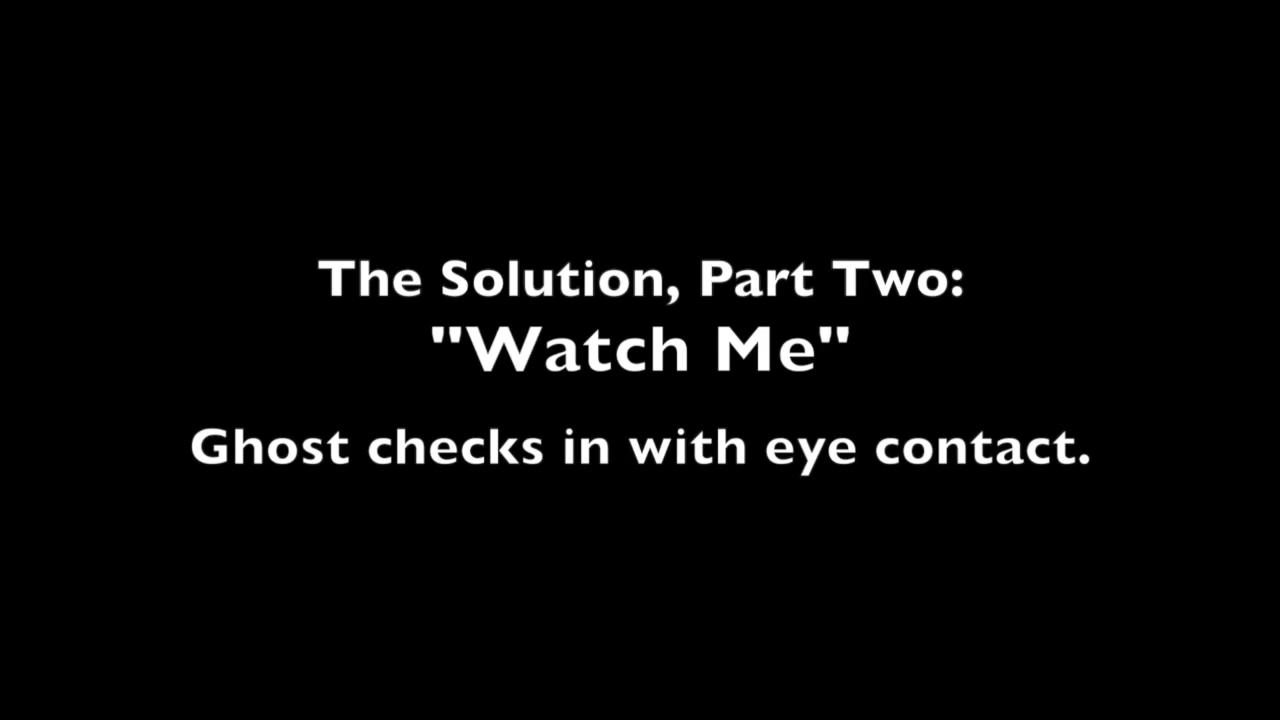 The Solution, Part Two:
"Watch Me"
Ghost checks in with eye contact.